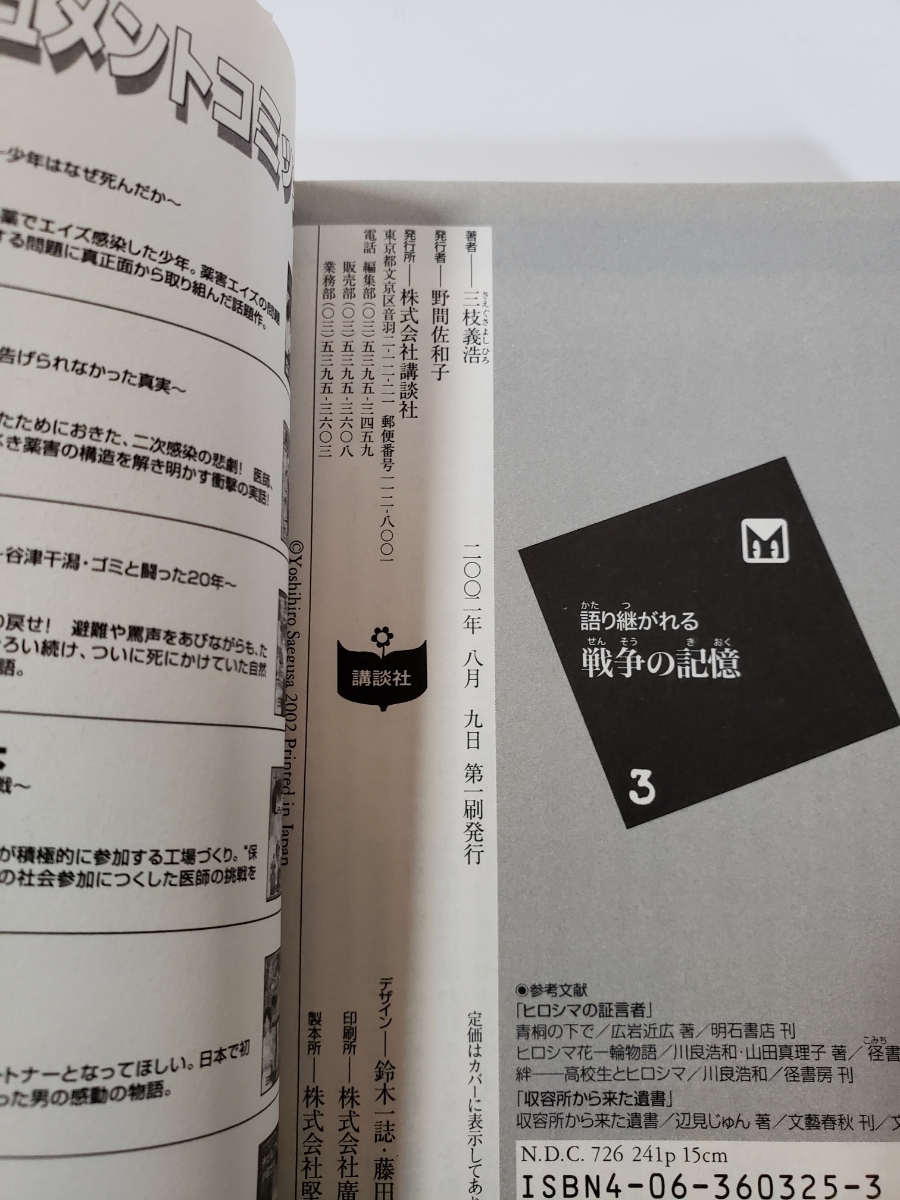 ュメントコミッ
少年はなぜ死んだか~
薬でエイズ感染した少年。薬害エイズの問題
する問題に真正面から取り組んだ話題作。
告げられなかった真実~
たためにおきた、二次感染の悲劇! 医師、
べき薬害の構造を解き明かす衝撃の実話!
谷津干潟・ゴミと闘った20年~
の戻せ! 避難や罵声をあびながらも、た
ろい続け、ついに死にかけていた自然
語。
戦~
が積極的に参加する工場づくり。"保
の社会参加につくした医師の挑戦を
ートナーとなってほしい。日本で初
った男の感動の物語。
語り継がれる
かた つ
戦争の記憶
せん そう き おく
3
二〇〇二年 八月 九日 第一刷発行
定価はカバーに表示してあ
著者──三枝義浩
さえぐさよしひろ
発行者──野間佐和子
発行所──株式会社講談社
東京都文京区音羽二-一二-二一 郵便番号一一二-八〇〇一
電話 編集部(〇三)五三九五-三四五九
販売部(〇三)五三九五-三六〇八
業務部(〇三)五三九五-三六〇三
講談社
デザイン──鈴木一誌・藤田
印刷所──株式会社廣
製本所──株式会社堅
©Yoshihiro Saegusa 2002 Printed in Japan
◉参考文献
「ヒロシマの証言者」
青桐の下で/広岩近広 著/明石書店 刊
ヒロシマ花一輪物語/川良浩和・山田真理子 著/径書
こみち
絆──高校生とヒロシマ/川良浩和/径書房 刊
「収容所から来た遺書」
収容所から来た遺書/辺見じゅん 著/文藝春秋 刊/文
N.D.C. 726 241p 15cm
ISBN4-06-360325-3